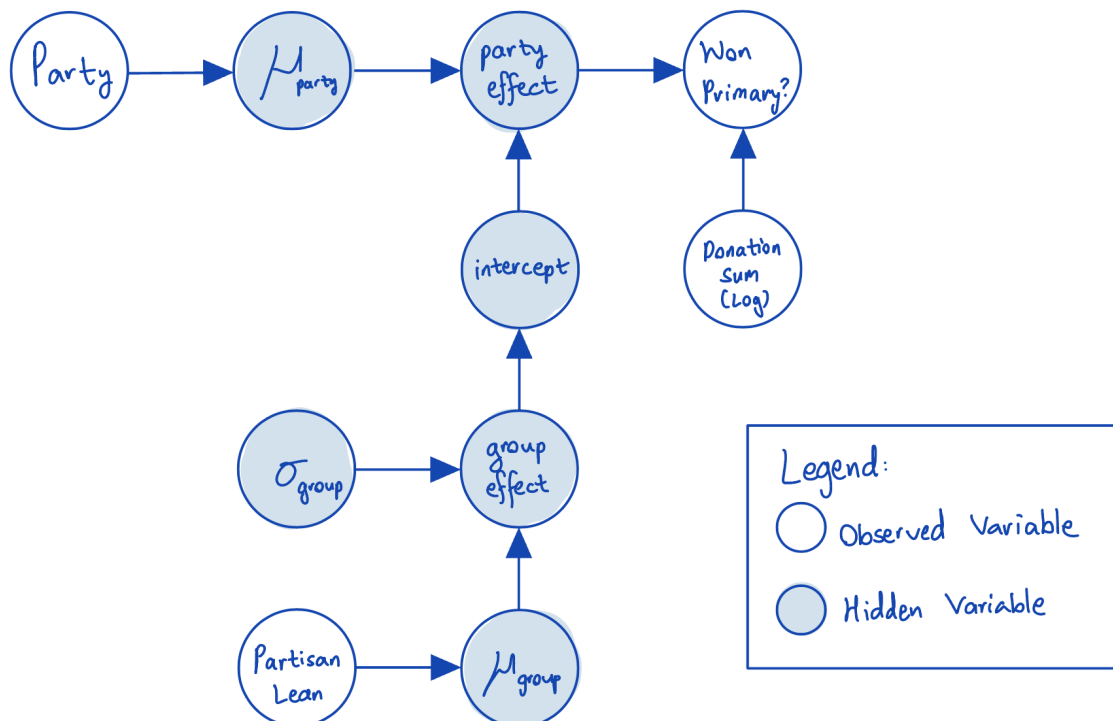 Party
μparty
party
effect
Won
Primary?
intercept
Donation
Sum
(Log)
σgroup
group
effect
Partisan
Lean
μgroup
Legend:
Observed Variable
Hidden Variable